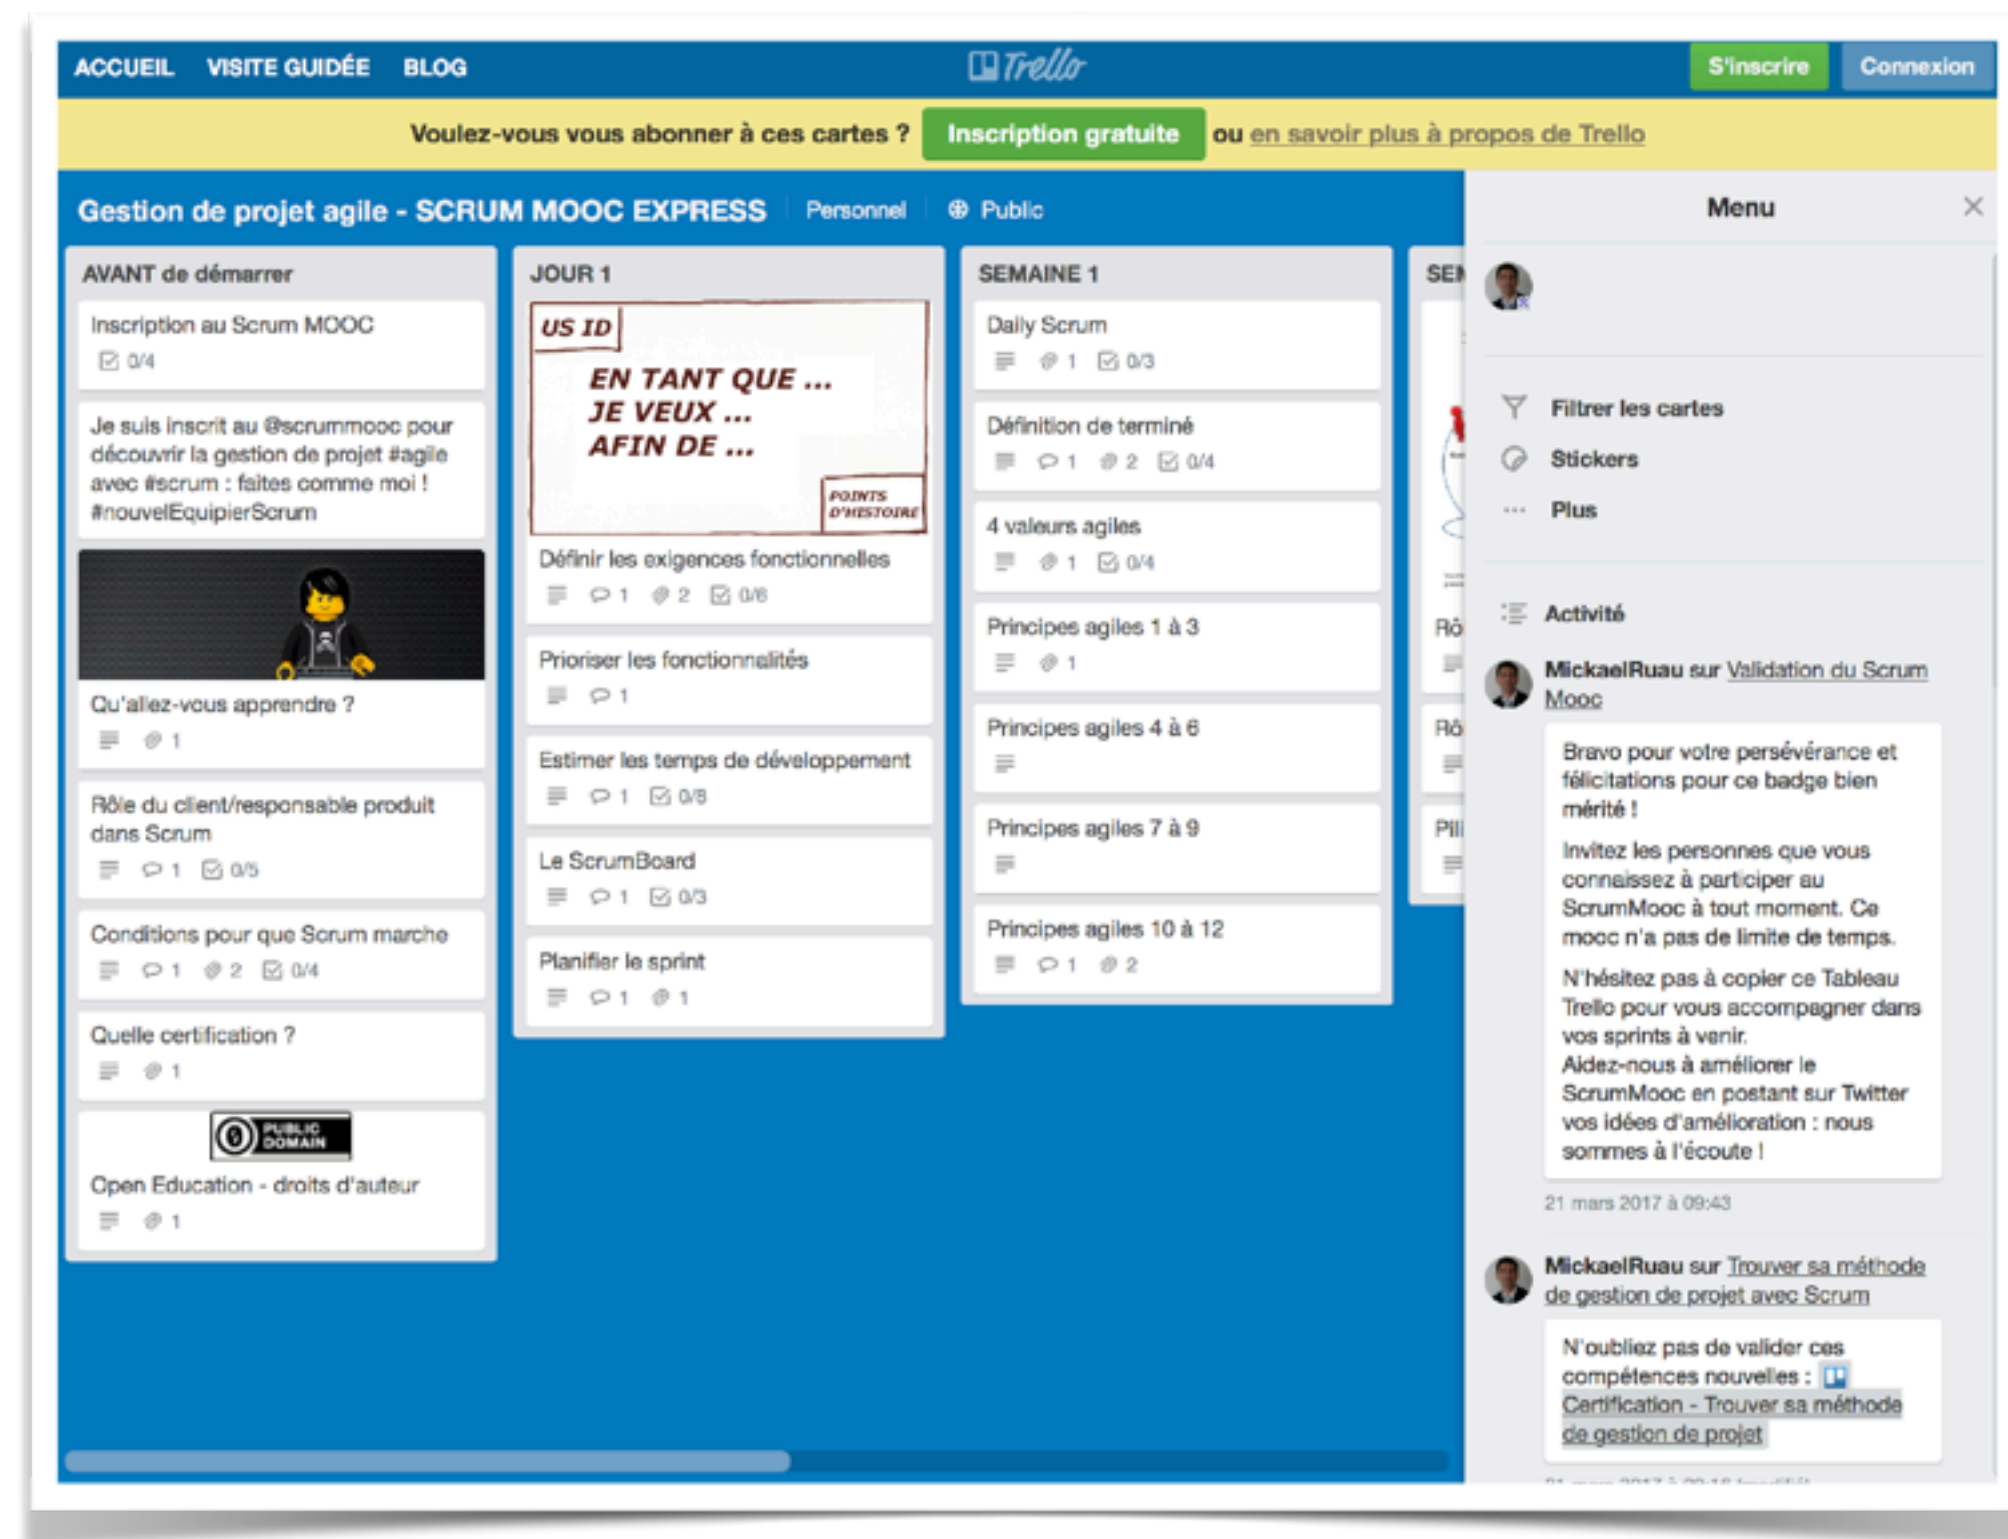 ACCUEIL VISITE GUIDÉE BLOG
Trello
S'inscrire Connexion
Voulez-vous vous abonner à ces cartes ? Inscription gratuite ou en savoir plus à propos de Trello
Gestion de projet agile - SCRUM MOOC EXPRESS Personnel Public
AVANT de démarrer
Inscription au Scrum MOOC
0/4
Je suis inscrit au @scrummooc pour
découvrir la gestion de projet #agile
avec #scrum : faites comme moi !
#nouvelEquipierScrum
Qu'allez-vous apprendre ?
1
Rôle du client/responsable produit
dans Scrum
1 0/5
Conditions pour que Scrum marche
1 2 0/4
Quelle certification ?
1
PUBLIC
DOMAIN
Open Education - droits d'auteur
1
JOUR 1
US ID
EN TANT QUE ...
JE VEUX ...
AFIN DE ...
POINTS
D'HISTOIRE
Définir les exigences fonctionnelles
1 2 0/6
Prioriser les fonctionnalités
1
Estimer les temps de développement
1 0/8
Le ScrumBoard
1 0/3
Planifier le sprint
1 1
SEMAINE 1
Daily Scrum
1 0/3
Définition de terminé
1 2 0/4
4 valeurs agiles
1 0/4
Principes agiles 1 à 3
1
Principes agiles 4 à 6
Principes agiles 7 à 9
Principes agiles 10 à 12
1 2
Menu
Filtrer les cartes
Stickers
Plus
Activité
MickaelRuau sur Validation du Scrum
Mooc
Bravo pour votre persévérance et
félicitations pour ce badge bien
mérité !
Invitez les personnes que vous
connaissez à participer au
ScrumMooc à tout moment. Ce
mooc n'a pas de limite de temps.
N'hésitez pas à copier ce Tableau
Trello pour vous accompagner dans
vos sprints à venir.
Aidez-nous à améliorer le
ScrumMooc en postant sur Twitter
vos idées d'amélioration : nous
sommes à l'écoute !
21 mars 2017 à 09:43
MickaelRuau sur Trouver sa méthode
de gestion de projet avec Scrum
N'oubliez pas de valider ces
compétences nouvelles :
Certification - Trouver sa méthode
de gestion de projet